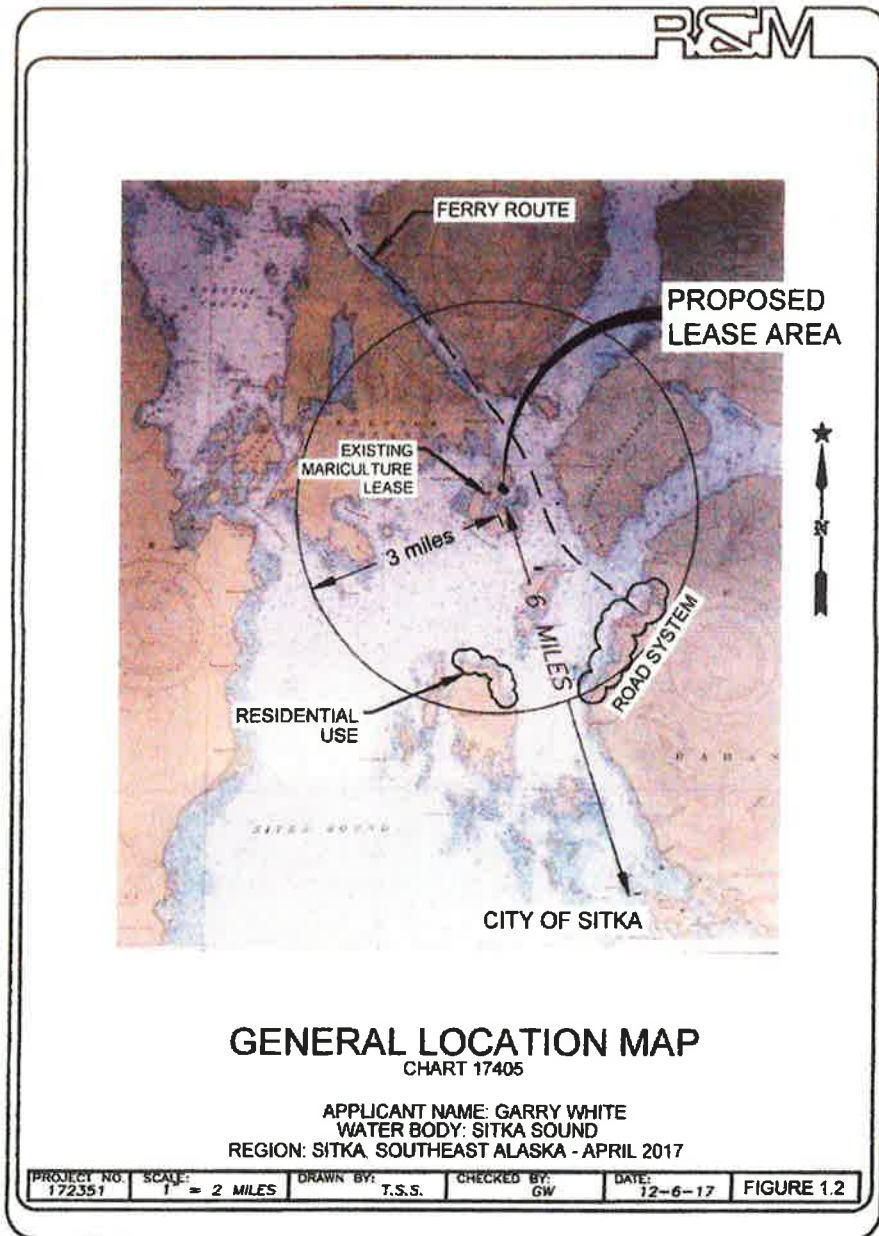 R&M
FERRY ROUTE
PROPOSED
LEASE AREA
EXISTING
MARICULTURE
LEASE
3 miles
6 MILES
N
ROAD SYSTEM
RESIDENTIAL
USE
SITKA SOUND
CITY OF SITKA
GENERAL LOCATION MAP
CHART 17405
APPLICANT NAME: GARRY WHITE
WATER BODY: SITKA SOUND
REGION: SITKA, SOUTHEAST ALASKA - APRIL 2017
PROJECT NO. 172351 SCALE: 1" = 2 MILES DRAWN BY: T.S.S. CHECKED BY: GW DATE: 12-6-17 FIGURE 1.2